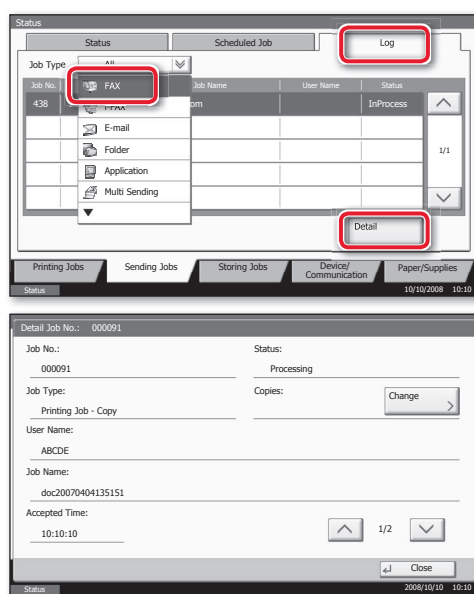 Status
Status Scheduled Job Log
Job Type All
Job No. Job Name User Name Status
438 FAX om InProcess
i-FAX
E-mail
Folder 1/1
Application
Multi Sending
Detail
Printing Jobs Sending Jobs Storing Jobs Device/ Communication Paper/Supplies
Status 10/10/2008 10:10
Detail Job No.: 000091
Job No.: Status:
000091 Processing
Job Type: Copies: Change
Printing Job - Copy
User Name:
ABCDE
Job Name:
doc20070404135151
Accepted Time:
10:10:10 1/2
Close
Status 2008/10/10 10:10